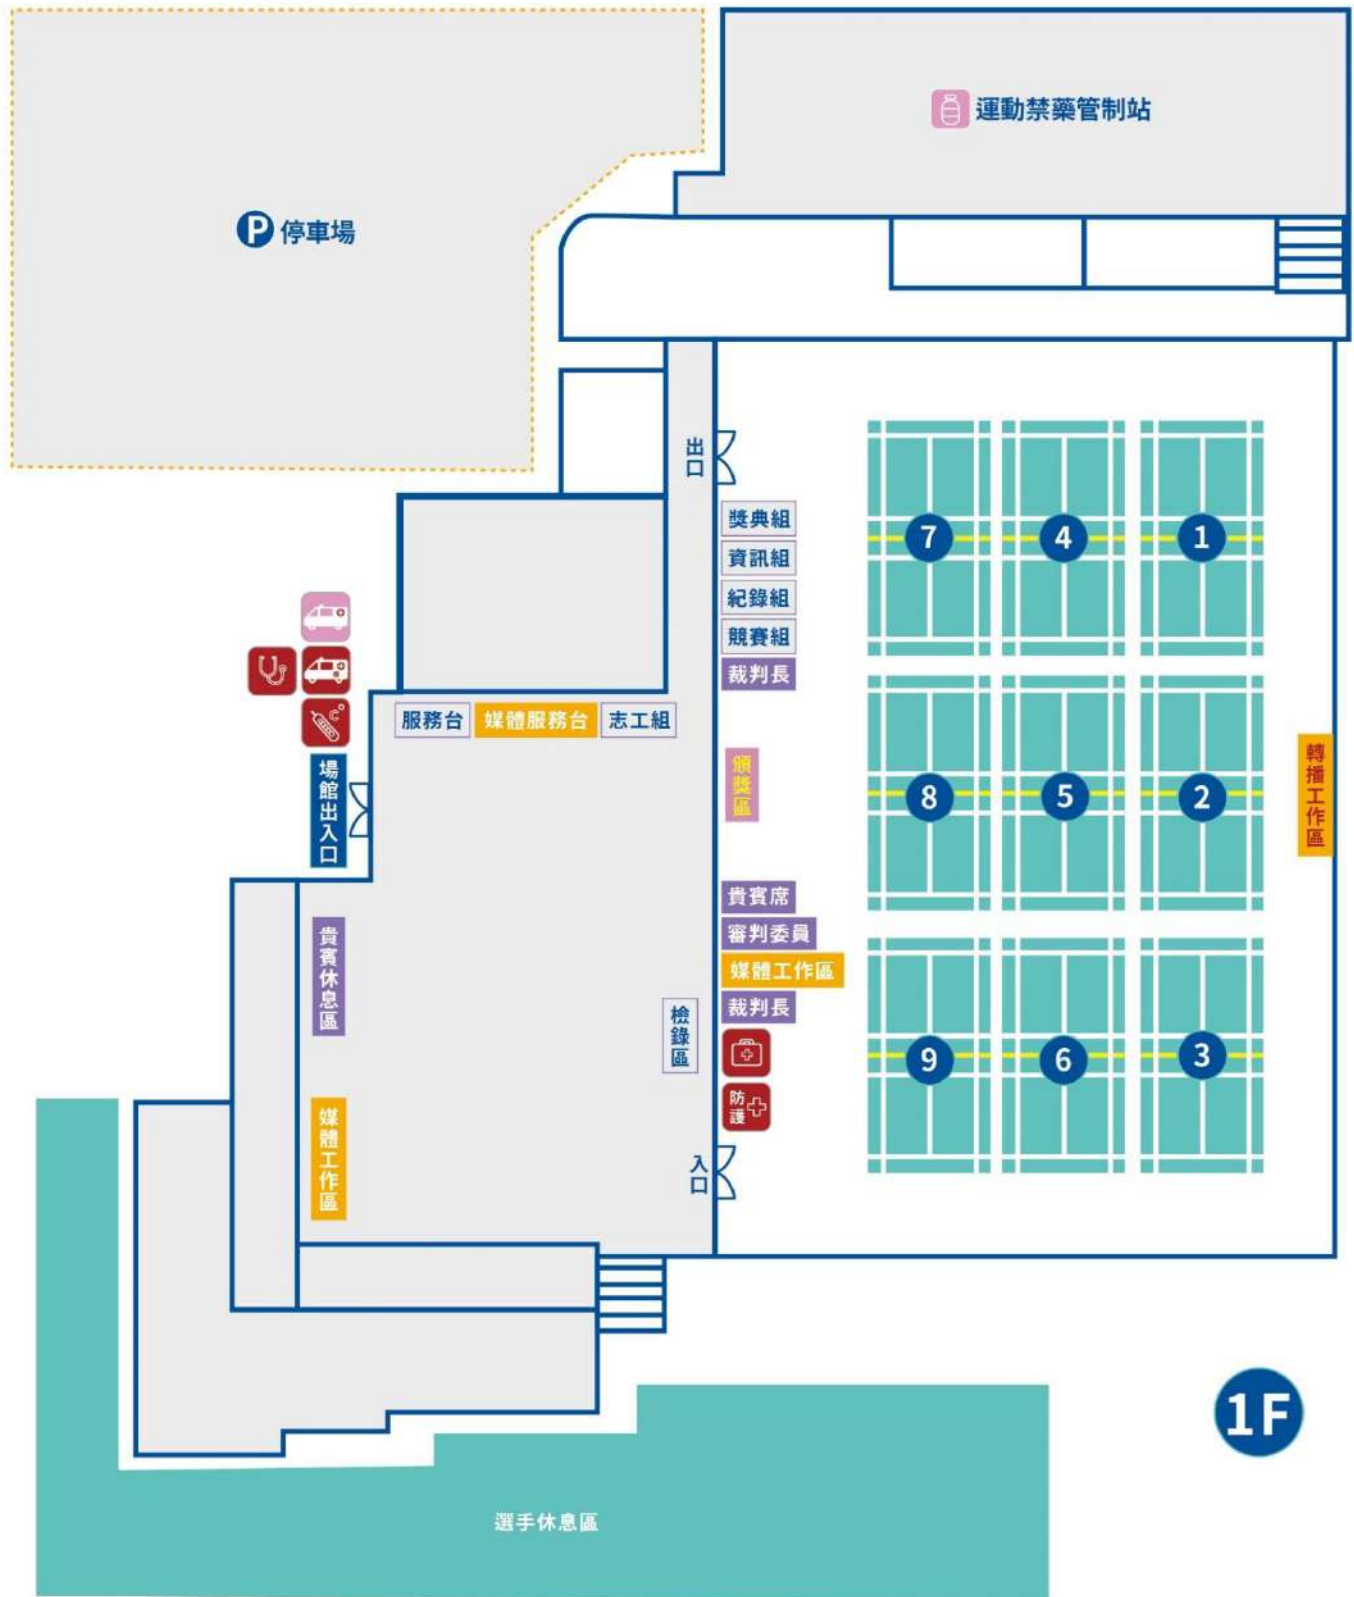 運動禁藥管制站
P 停車場
出口
獎典組
資訊組
紀錄組
競賽組
裁判長
7
4
1
服務台
媒體服務台
志工組
C°
場館出入口
頒獎區
8
5
2
轉播工作區
貴賓席
審判委員
媒體工作區
裁判長
貴賓休息區
檢錄區
防護
9
6
3
媒體工作區
入口
1F
選手休息區